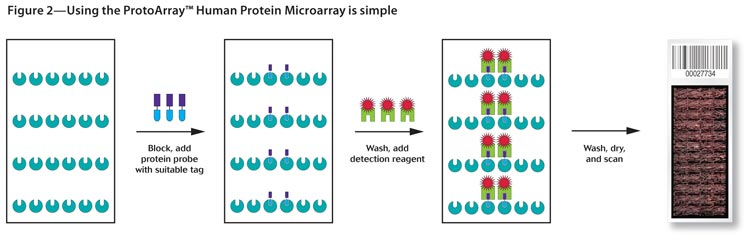 Figure 2—Using the ProtoArray™ Human Protein Microarray is simple
Block, add
protein probe
with suitable tag
Wash, add
detection reagent
Wash, dry,
and scan
00027734